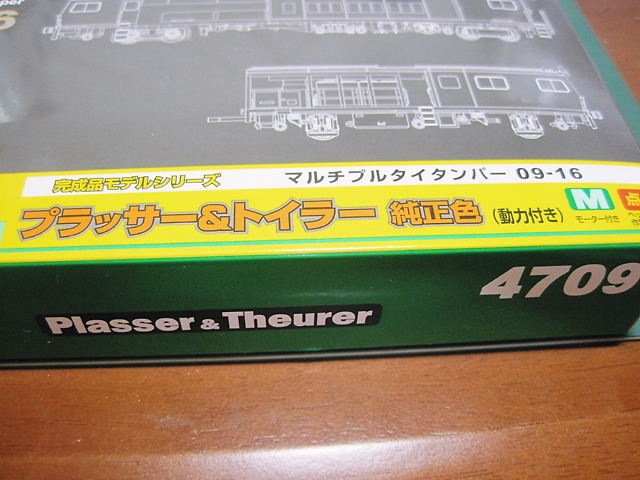 完成品モデルシリーズ マルチプルタイタンパー 09-16
プラッサー&トイラー 純正色 (動力付き) M モーター付き 点
4709
Plasser & Theurer